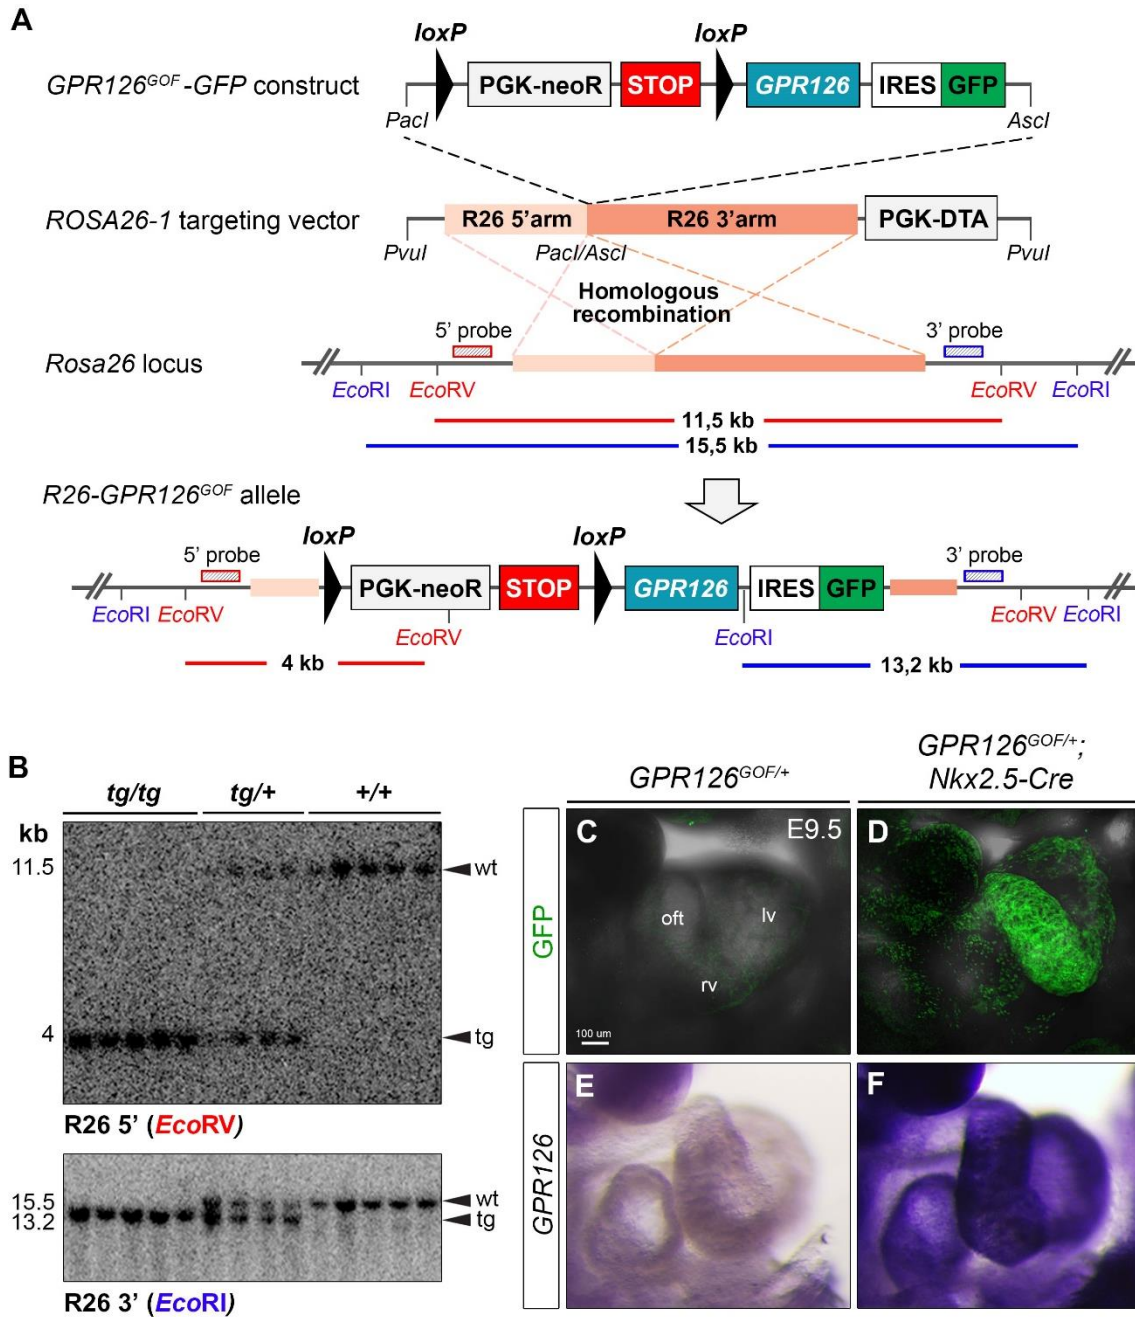 A
loxP
loxP
GPR126GOF-GFP construct
PGK-neoR
STOP
GPR126
IRES
GFP
PacI
AscI
ROSA26-1 targeting vector
R26 5'arm
R26 3'arm
PGK-DTA
PvuI
PacI/AscI
PvuI
Homologous
recombination
5' probe
3' probe
Rosa26 locus
EcoRI
EcoRV
EcoRV
EcoRI
11,5 kb
15,5 kb
R26-GPR126GOF allele
loxP
loxP
5' probe
3' probe
PGK-neoR
STOP
GPR126
IRES
GFP
EcoRI
EcoRV
EcoRV
EcoRI
EcoRV
EcoRI
4 kb
13,2 kb
B
tg/tg
tg/+
+/+
kb
11.5
wt
4
tg
R26 5' (EcoRV)
15.5
wt
13.2
tg
R26 3' (EcoRI)
GPR126GOF/+
GPR126GOF/+;
Nkx2.5-Cre
GFP
C
E9.5
oft
lv
rv
100 um
D
GPR126
E
F